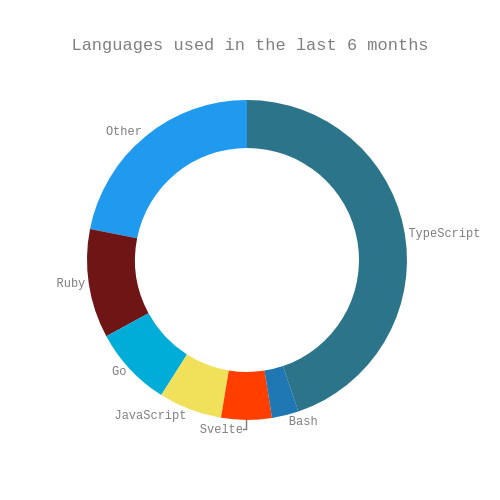 Languages used in the last 6 months
Other
TypeScript
Ruby
Go
JavaScript
Svelte
Bash